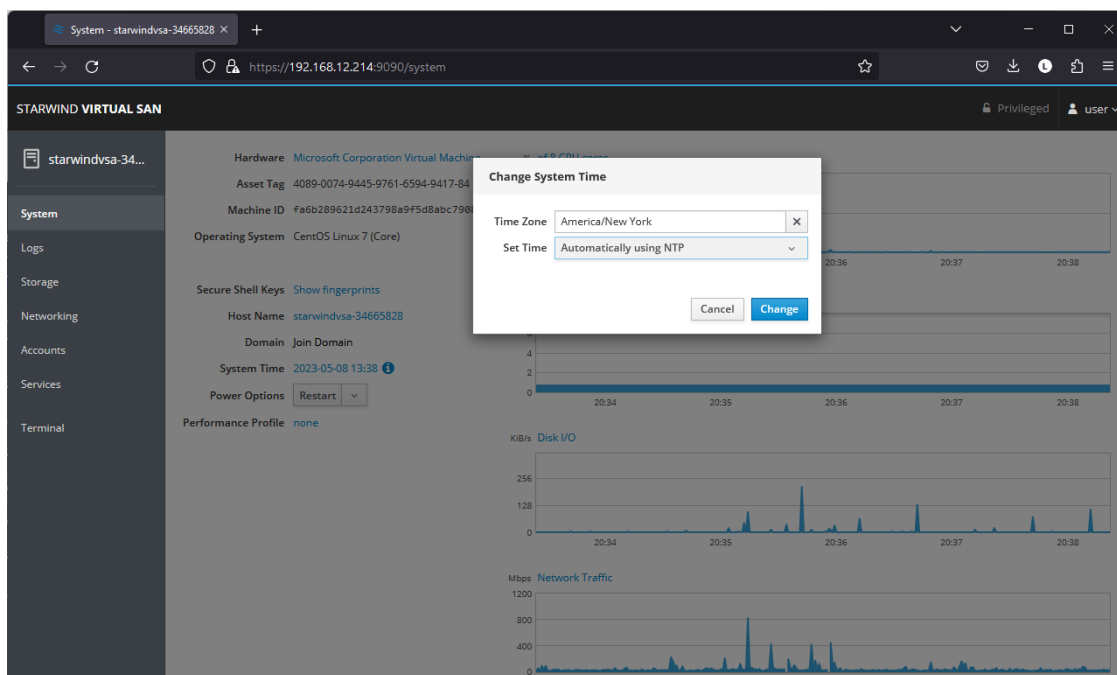 System - starwindvsa-34665828
https://192.168.12.214:9090/system
L
STARWIND VIRTUAL SAN
Privileged
user
starwindvsa-34...
System
Logs
Storage
Networking
Accounts
Services
Terminal
Hardware Microsoft Corporation Virtual Machine
Asset Tag 4089-0074-9445-9761-6594-9417-84
Machine ID fa6b289621d243798a9f5d8abc7908
Operating System CentOS Linux 7 (Core)
Secure Shell Keys Show fingerprints
Host Name starwindvsa-34665828
Domain Join Domain
System Time 2023-05-08 13:38
Power Options Restart
Performance Profile none
% of 8 CPU cores
20:36 20:37 20:38
Change System Time
Time Zone America/New York
Set Time Automatically using NTP
Cancel Change
4
2
0
20:34 20:35 20:36 20:37 20:38
KiB/s Disk I/O
256
128
0
20:34 20:35 20:36 20:37 20:38
Mbps Network Traffic
1200
800
400
0